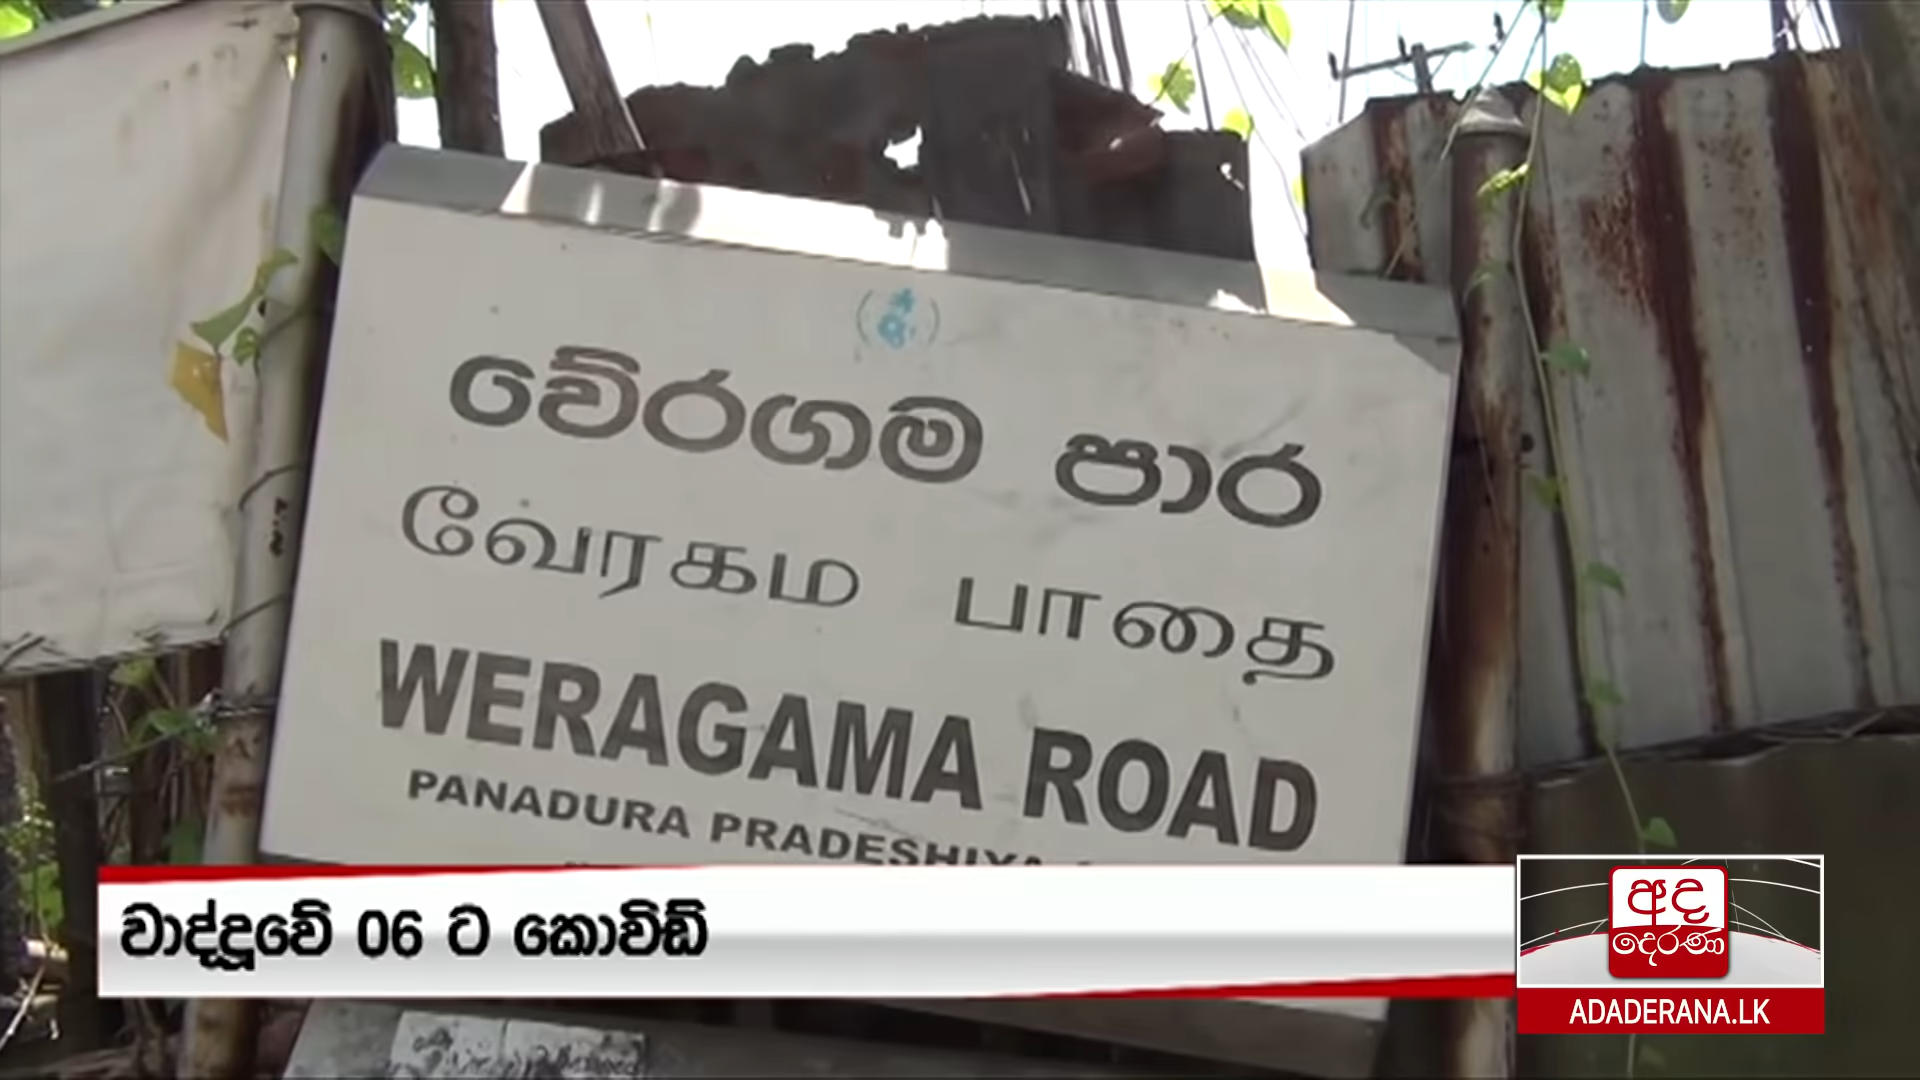 වේරගම පාර
வேரகம பாதை
WERAGAMA ROAD
PANADURA PRADESHIYA
වාද්දූවේ 06 ට කොවිඩ්
අද
දෙරණ
ADADERANA.LK